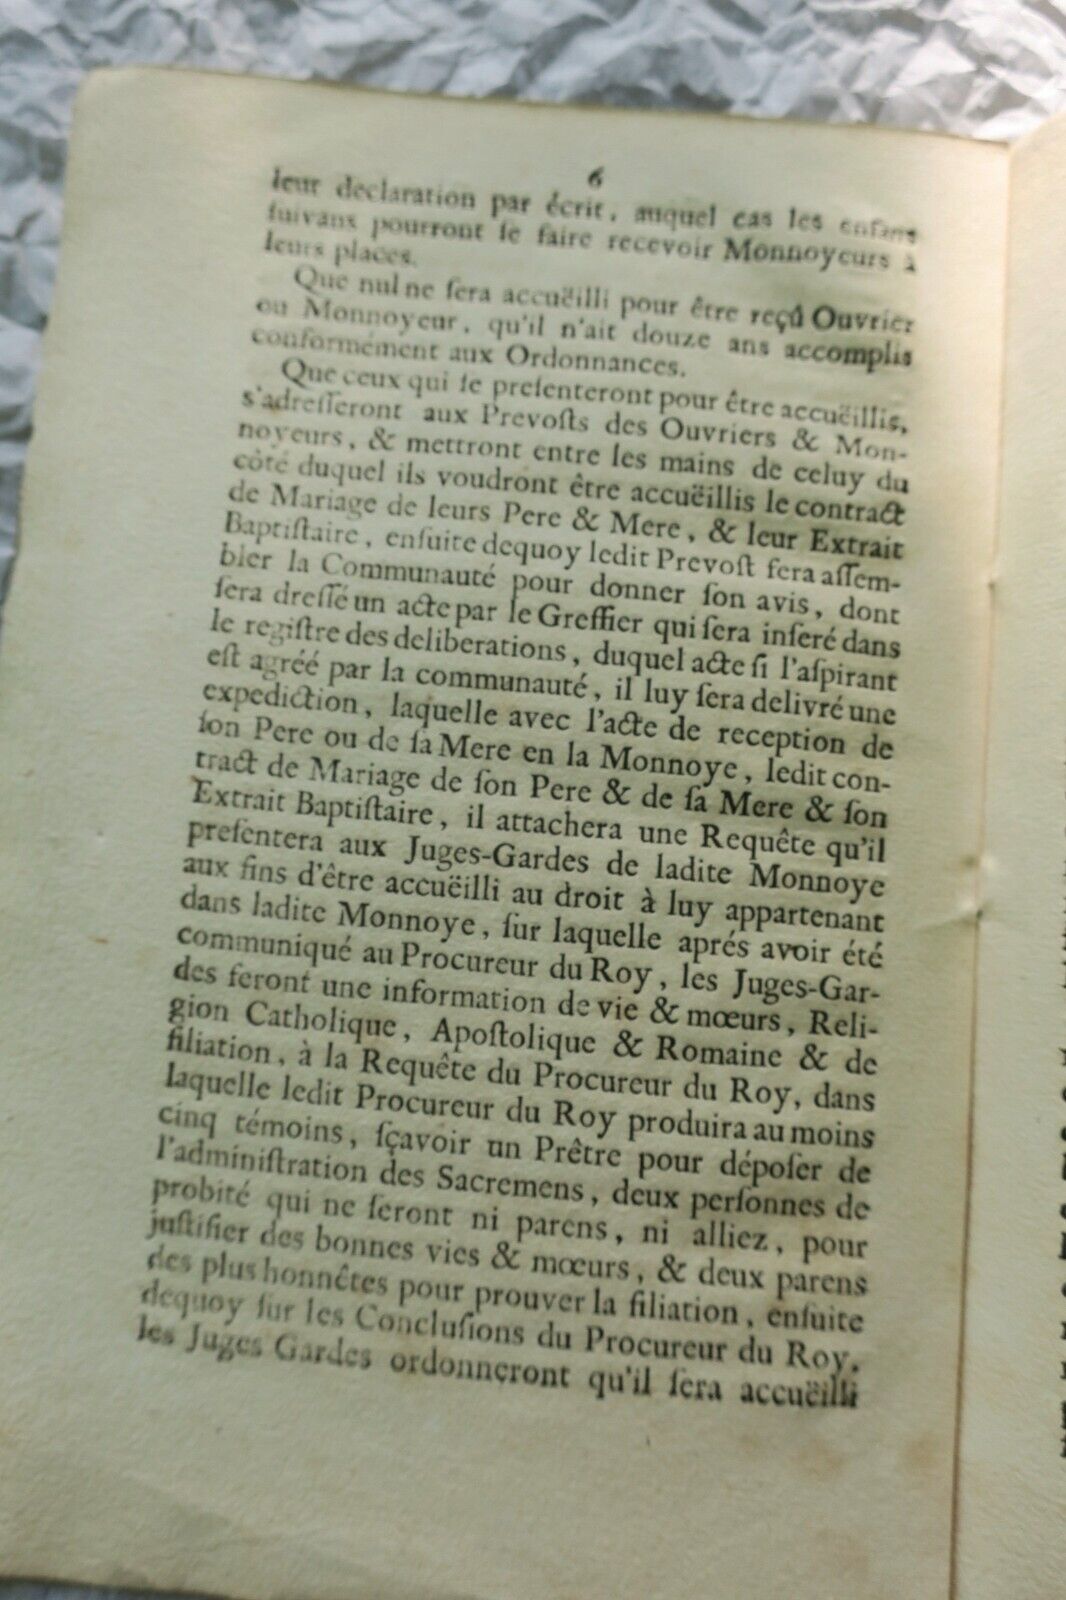 6
leur declaration par écrit, auquel cas les enfans
ſuivans pourront ſe faire recevoir Monnoyeurs à
leurs places.
Que nul ne ſera accuëilli pour être reçû Ouvrier
ou Monnoyeur, qu'il n'ait douze ans accomplis
conformément aux Ordonnances.
Que ceux qui ſe preſenteront pour être accuëillis,
s'adreſſeront aux Prevoſts des Ouvriers & Mon-
noyeurs, & mettront entre les mains de celuy du
côté duquel ils voudront être accuëillis le contract
de Mariage de leurs Pere & Mere, & leur Extrait
Baptiſtaire, enſuite dequoy ledit Prevoſt fera aſſem-
bler la Communauté pour donner ſon avis, dont
ſera dreſſé un acte par le Greffier qui ſera inſeré dans
le regiſtre des deliberations, duquel acte ſi l'aſpirant
eſt agréé par la communauté, il luy ſera delivré une
expediction, laquelle avec l'acte de reception de
ſon Pere ou de ſa Mere en la Monnoye, ledit con-
tract de Mariage de ſon Pere & de ſa Mere & ſon
Extrait Baptiſtaire, il attachera une Requête qu'il
preſentera aux Juges-Gardes de ladite Monnoye
aux fins d'être accuëilli au droit à luy appartenant
dans ladite Monnoye, ſur laquelle aprés avoir été
communiqué au Procureur du Roy, les Juges-Gar-
des feront une information de vie & mœurs, Reli-
gion Catholique, Apoſtolique & Romaine & de
filiation, à la Requête du Procureur du Roy, dans
laquelle ledit Procureur du Roy produira au moins
cinq témoins, ſçavoir un Prêtre pour dépoſer de
l'adminiſtration des Sacremens, deux perſonnes de
probité qui ne ſeront ni parens, ni alliez, pour
juſtifier des bonnes vies & mœurs, & deux parens
des plus honnêtes pour prouver la filiation, enſuite
dequoy ſur les Concluſions du Procureur du Roy,
les Juges Gardes ordonneront qu'il ſera accuëilli